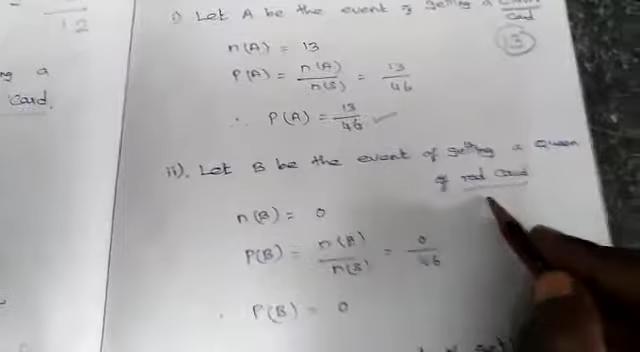 12
ng a
Card.
i) Let A be the event of getting a
Card
13
n(A) = 13
P(A) = n(A)/n(S) = 13/46
∴ P(A) = 13/46 ✓
ii). Let B be the event of getting a Queen
of red Card
n(B) = 0
P(B) = n(B)/n(S) = 0/46
P(B) = 0